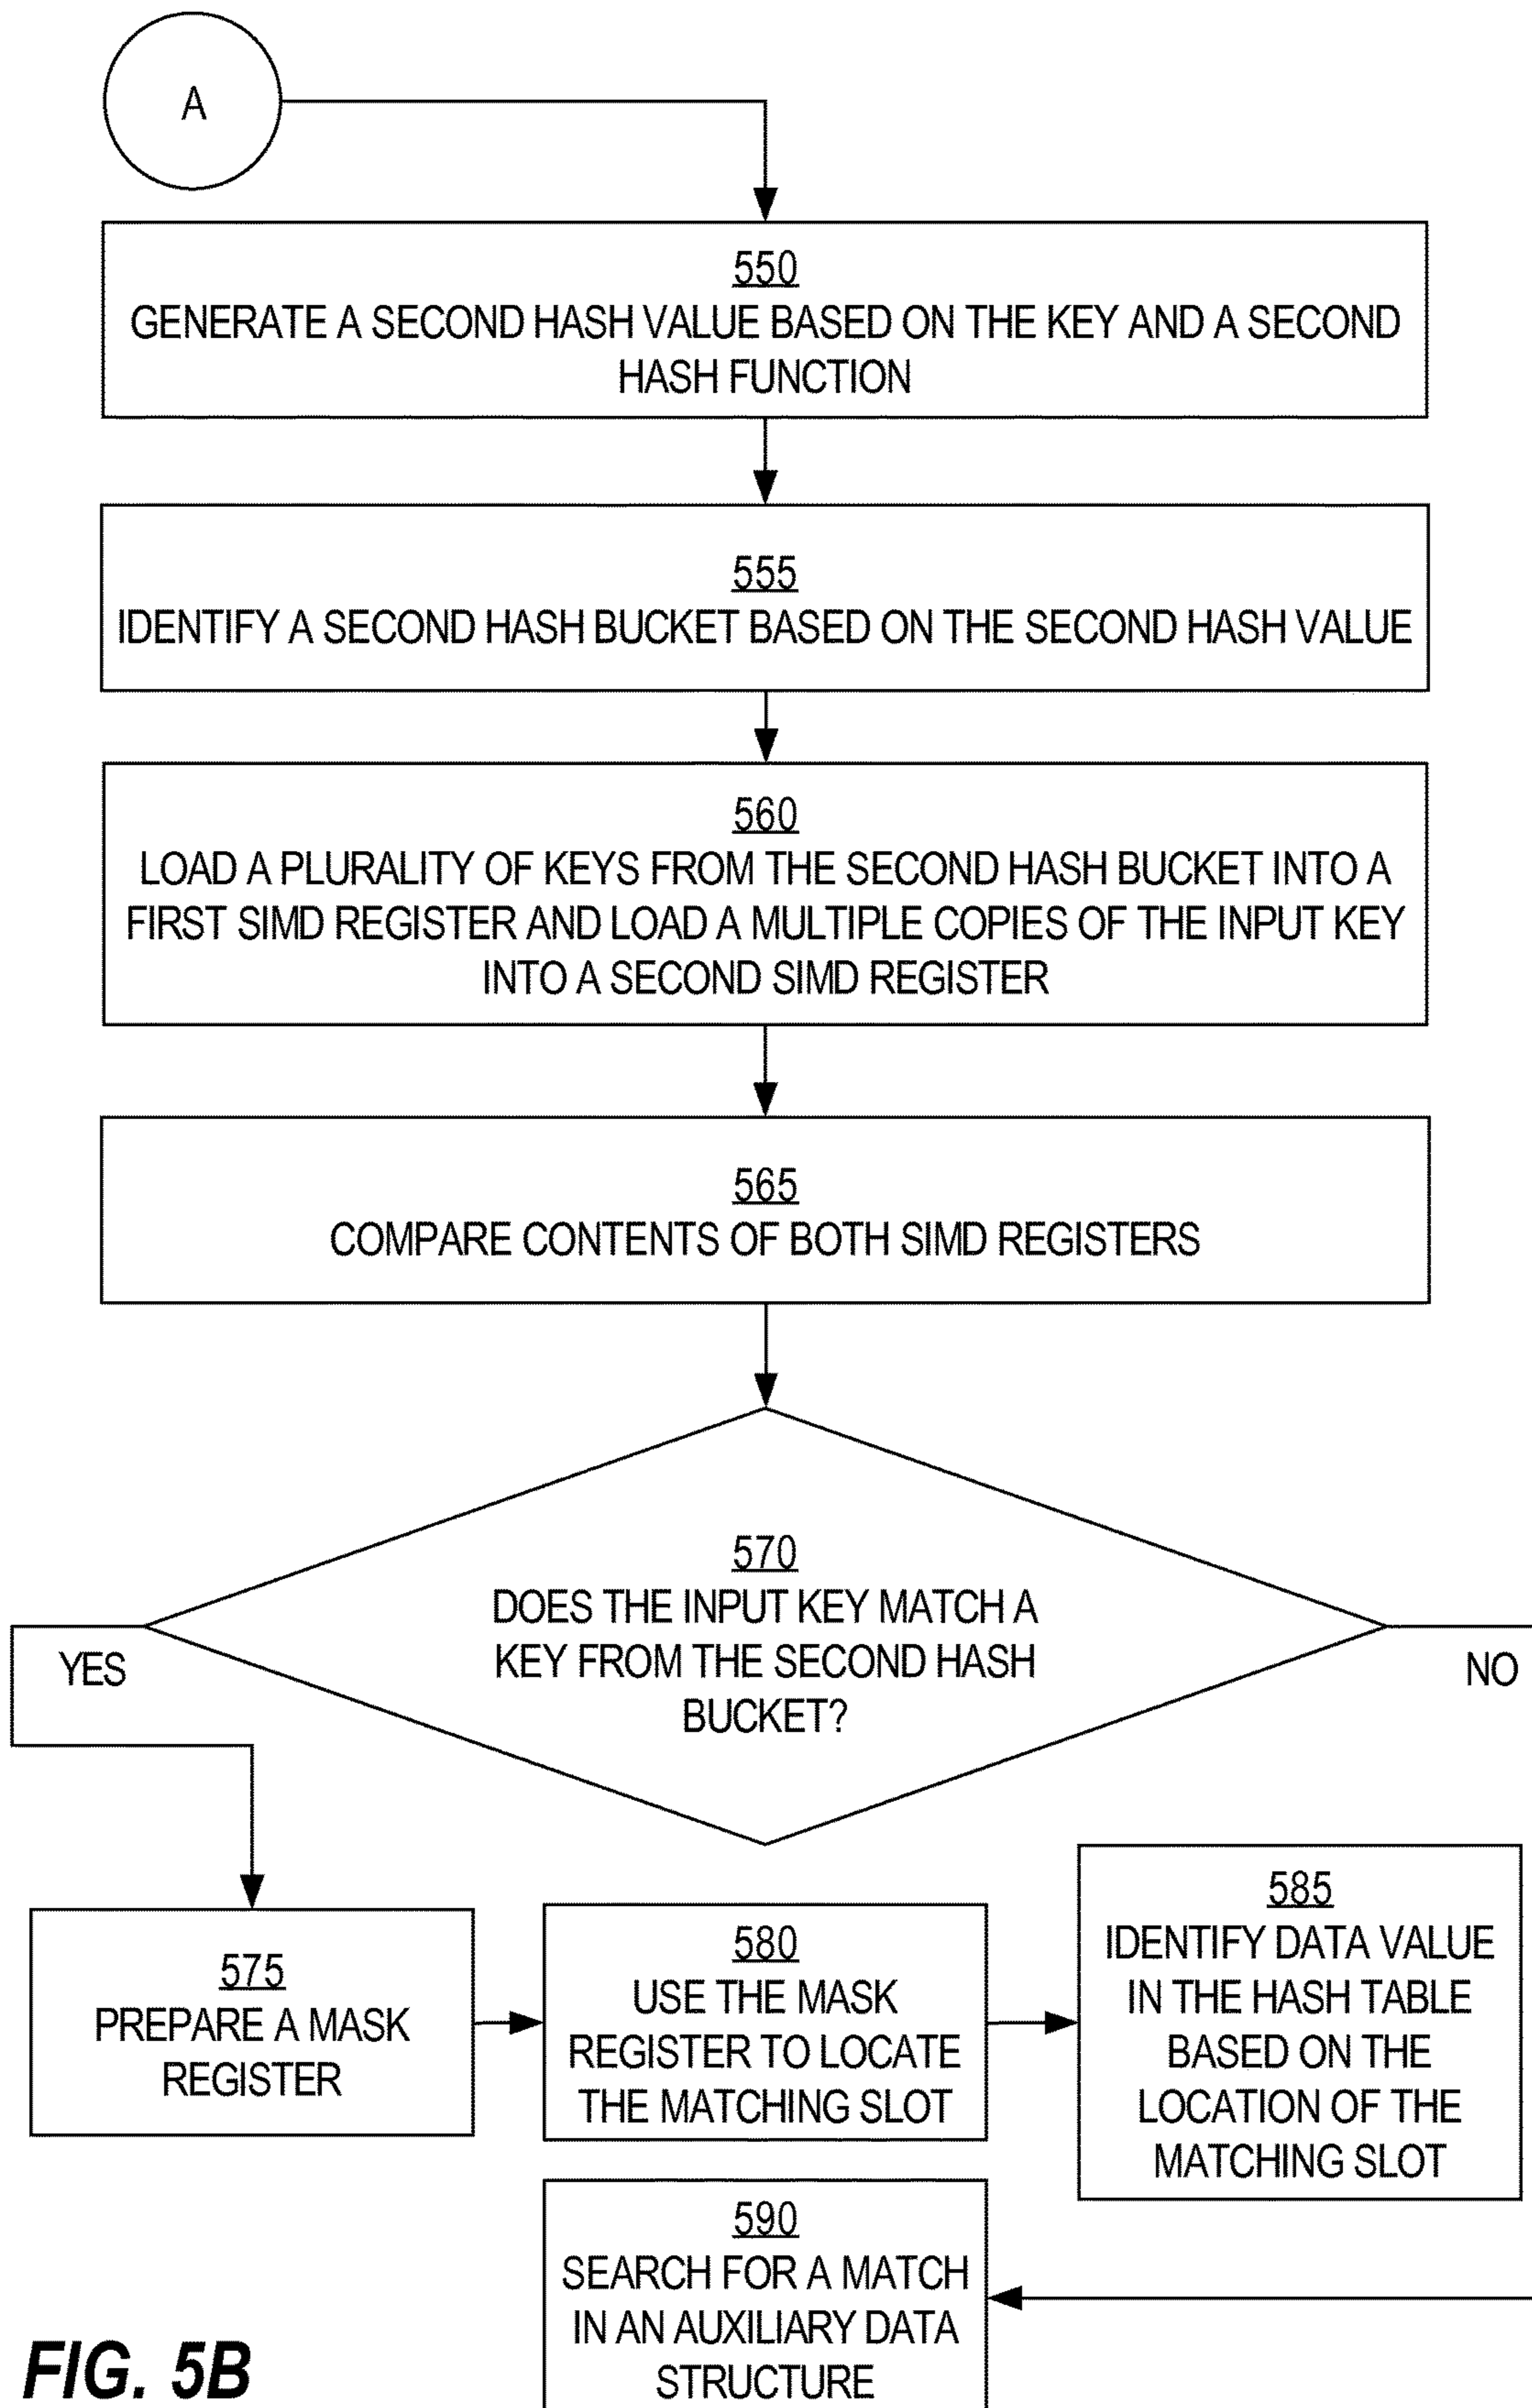 A
550
GENERATE A SECOND HASH VALUE BASED ON THE KEY AND A SECOND
HASH FUNCTION
555
IDENTIFY A SECOND HASH BUCKET BASED ON THE SECOND HASH VALUE
560
LOAD A PLURALITY OF KEYS FROM THE SECOND HASH BUCKET INTO A
FIRST SIMD REGISTER AND LOAD A MULTIPLE COPIES OF THE INPUT KEY
INTO A SECOND SIMD REGISTER
565
COMPARE CONTENTS OF BOTH SIMD REGISTERS
570
DOES THE INPUT KEY MATCH A
KEY FROM THE SECOND HASH
BUCKET?
YES
NO
575
PREPARE A MASK
REGISTER
580
USE THE MASK
REGISTER TO LOCATE
THE MATCHING SLOT
585
IDENTIFY DATA VALUE
IN THE HASH TABLE
BASED ON THE
LOCATION OF THE
MATCHING SLOT
590
SEARCH FOR A MATCH
IN AN AUXILIARY DATA
STRUCTURE
FIG. 5B